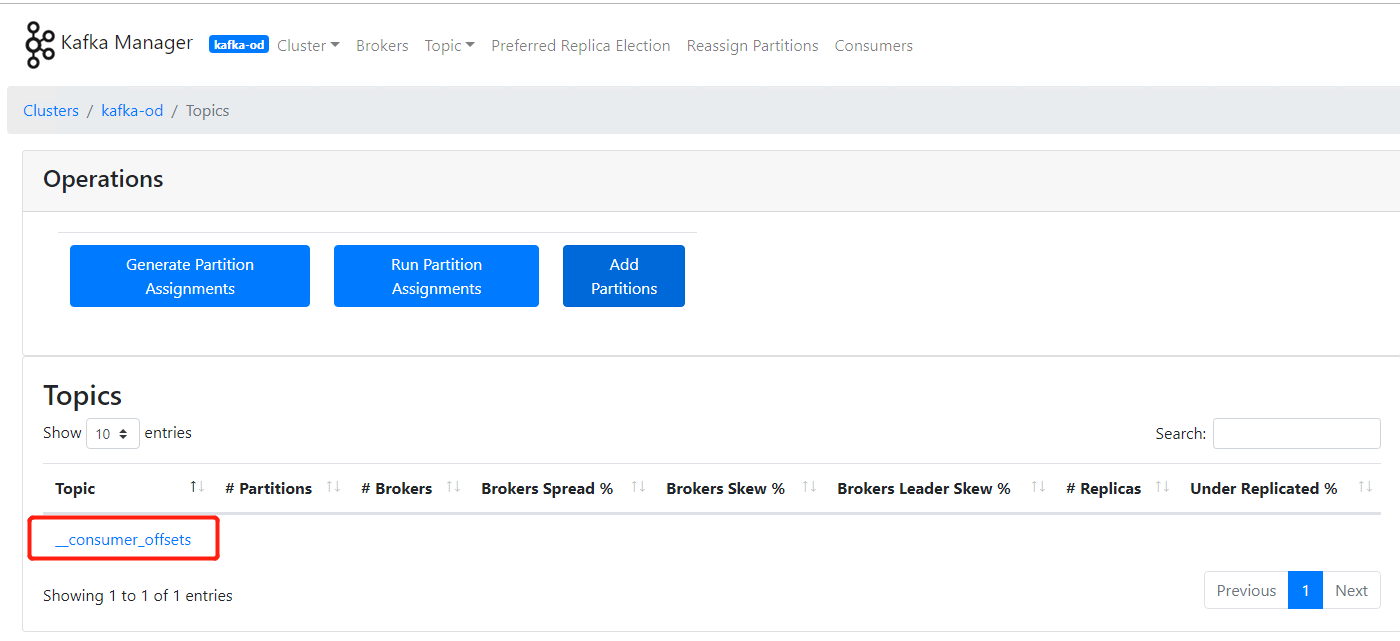 Kafka Manager kafka-od Cluster Brokers Topic Preferred Replica Election Reassign Partitions Consumers
Clusters / kafka-od / Topics
Operations
Generate Partition Assignments
Run Partition Assignments
Add Partitions
Topics
Show 10 entries
Search:
Topic # Partitions # Brokers Brokers Spread % Brokers Skew % Brokers Leader Skew % # Replicas Under Replicated %
__consumer_offsets
Showing 1 to 1 of 1 entries
Previous 1 Next